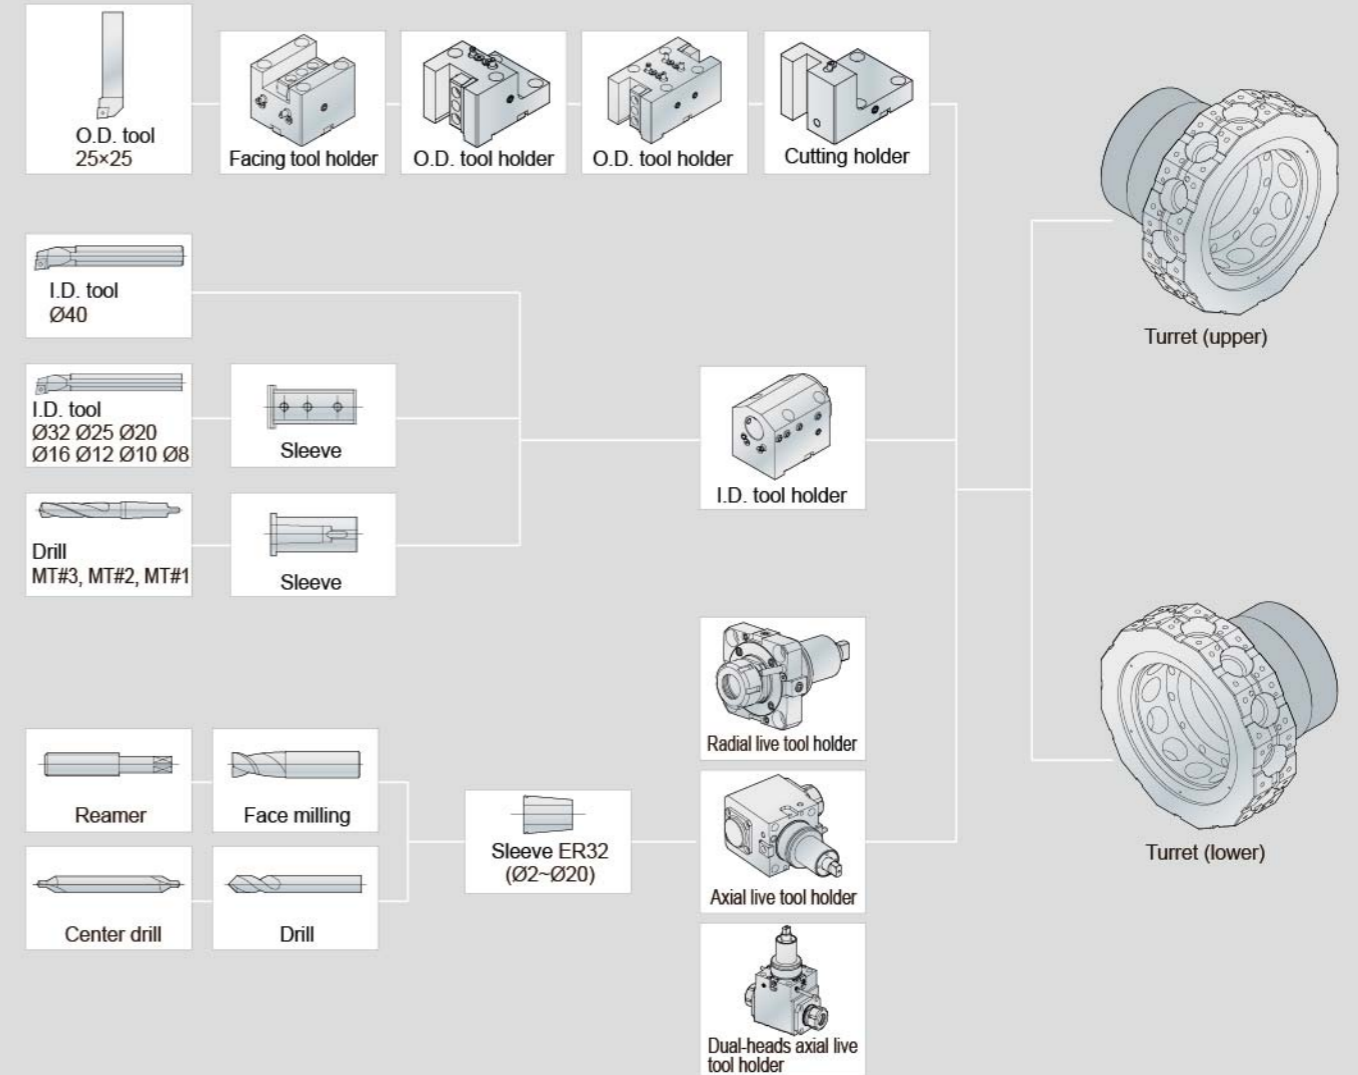 O.D. tool
25×25
Facing tool holder
O.D. tool holder
O.D. tool holder
Cutting holder
Turret (upper)
I.D. tool
Ø40
I.D. tool
Ø32 Ø25 Ø20
Ø16 Ø12 Ø10 Ø8
Sleeve
I.D. tool holder
Drill
MT#3, MT#2, MT#1
Sleeve
Radial live tool holder
Reamer
Face milling
Sleeve ER32
(Ø2~Ø20)
Axial live tool holder
Turret (lower)
Center drill
Drill
Dual-heads axial live
tool holder